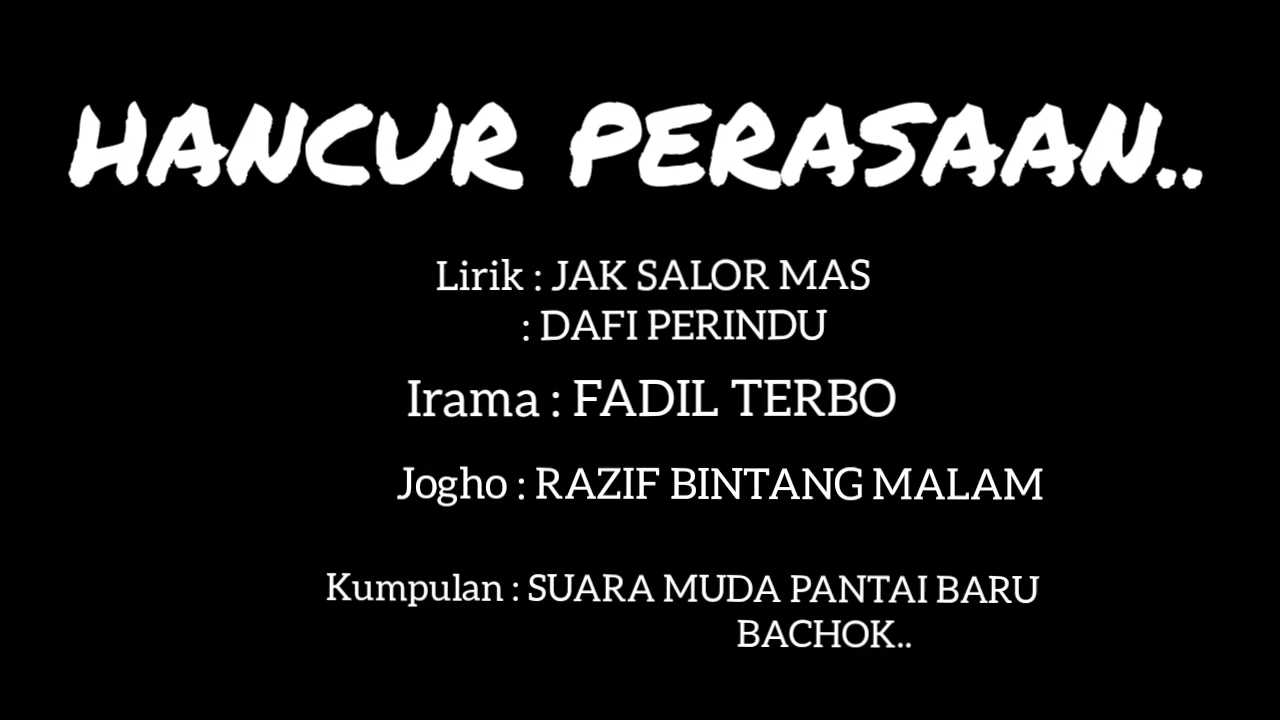 HANCUR PERASAAN..
Lirik : JAK SALOR MAS
: DAFI PERINDU
Irama : FADIL TERBO
Jogho : RAZIF BINTANG MALAM
Kumpulan : SUARA MUDA PANTAI BARU
BACHOK..